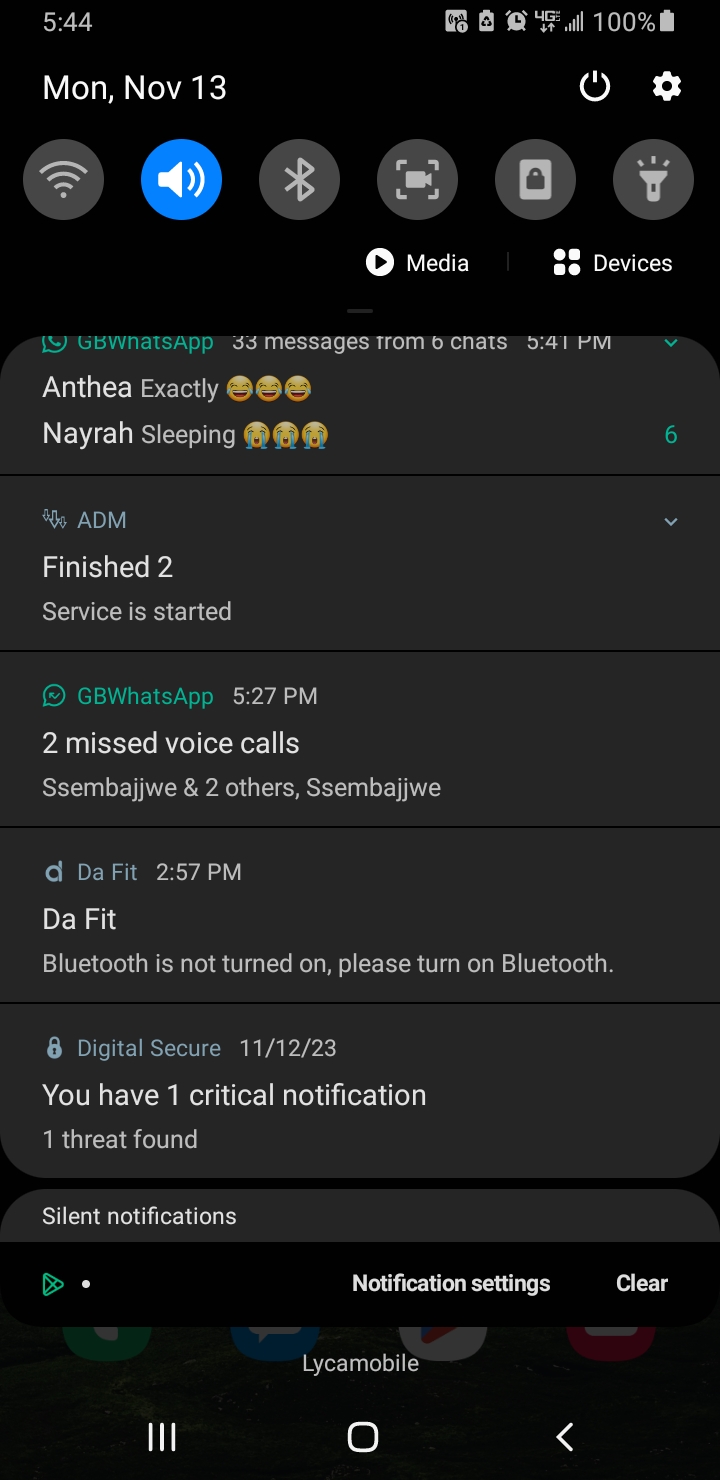 5:44
4GE 100%
Mon, Nov 13
Media
Devices
GBWhatsApp 33 messages from 6 chats 5:41 PM
Anthea Exactly 😂😂😂
Nayrah Sleeping 😭😭😭 6
ADM
Finished 2
Service is started
GBWhatsApp 5:27 PM
2 missed voice calls
Ssembajjwe & 2 others, Ssembajjwe
Da Fit 2:57 PM
Da Fit
Bluetooth is not turned on, please turn on Bluetooth.
Digital Secure 11/12/23
You have 1 critical notification
1 threat found
Silent notifications
Notification settings Clear
Lycamobile